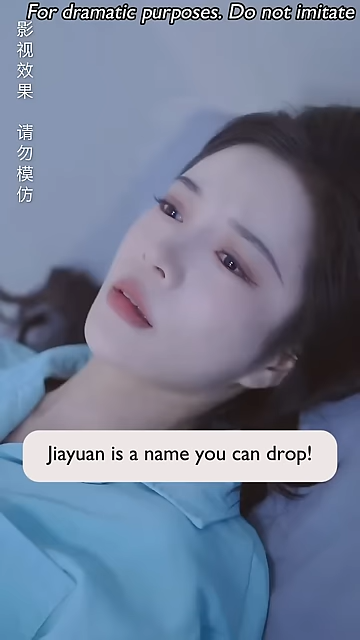 For dramatic purposes. Do not imitate
影视效果 请勿模仿
Jiayuan is a name you can drop!